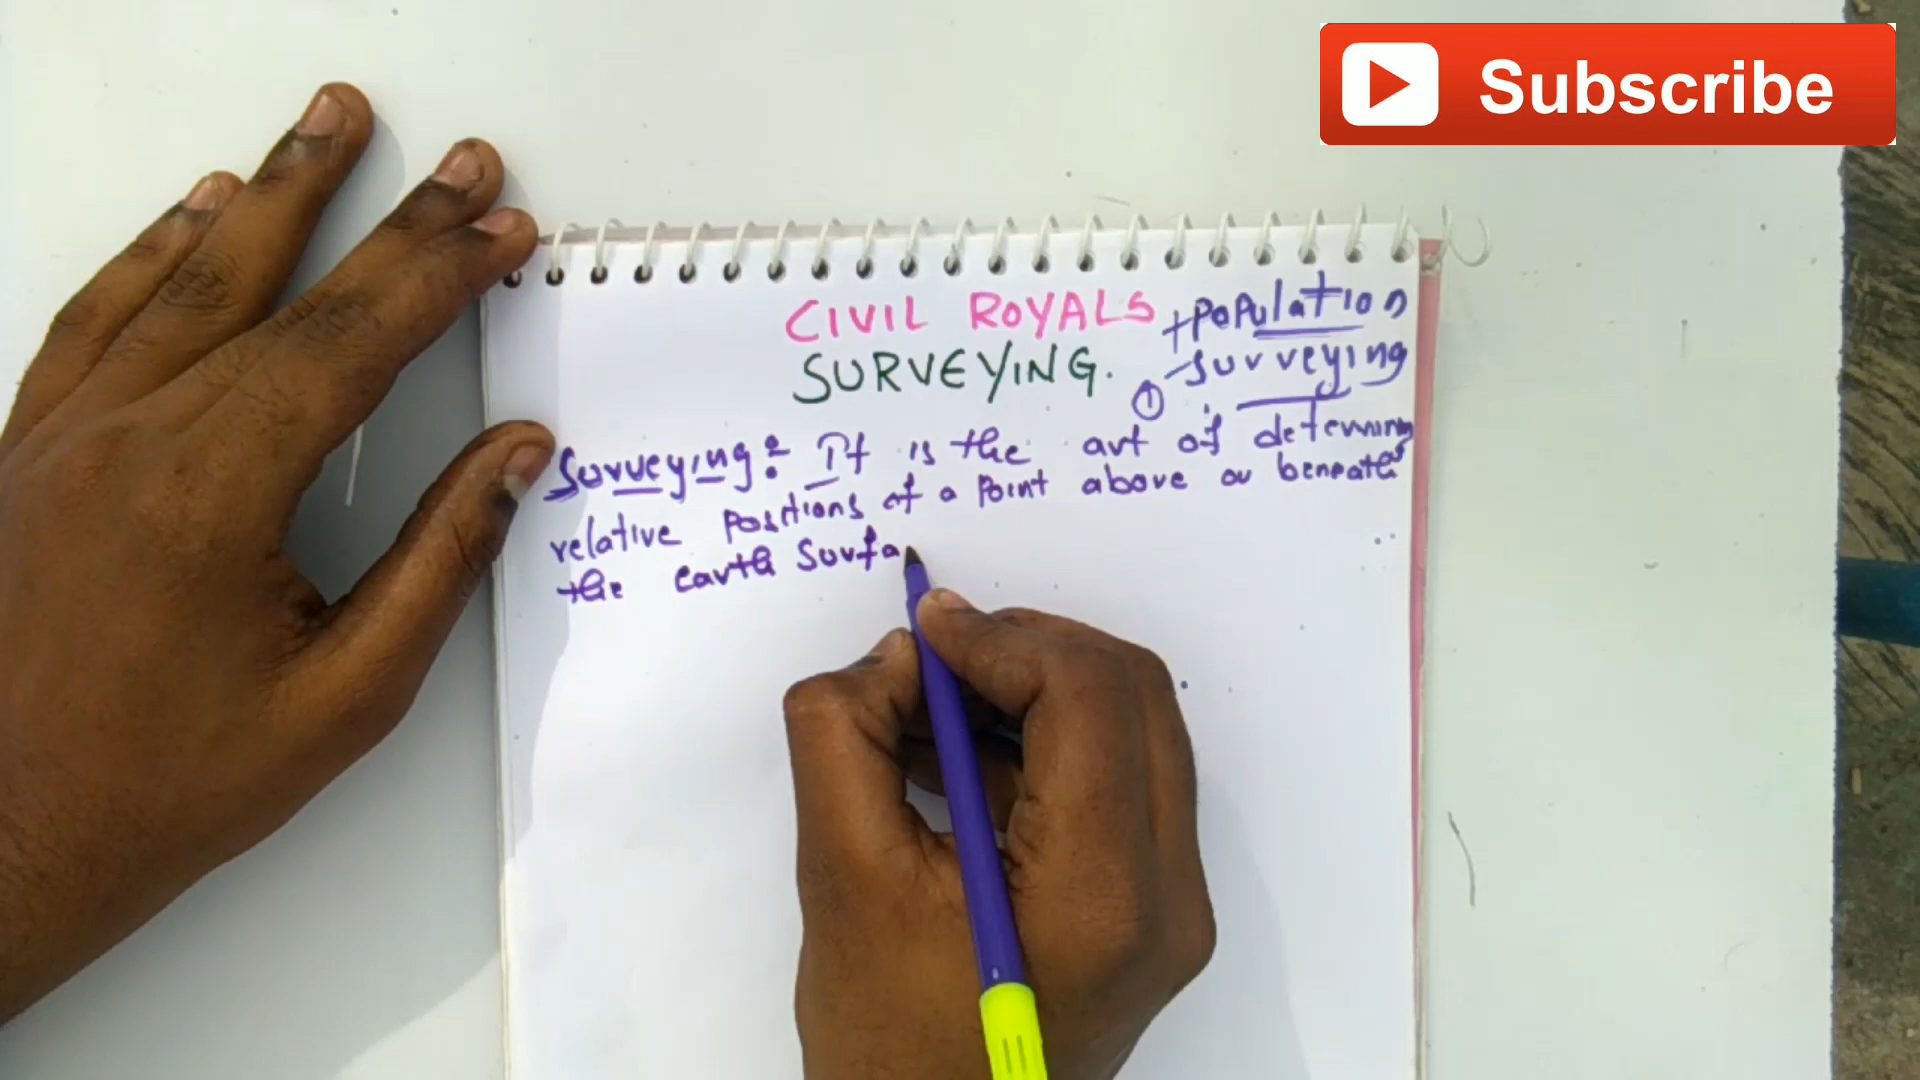 Subscribe
CIVIL ROYALS
SURVEYING.
+population
-surveying
①
Surveying: It is the art of determining
relative positions of a point above or beneath
the earth Surfa